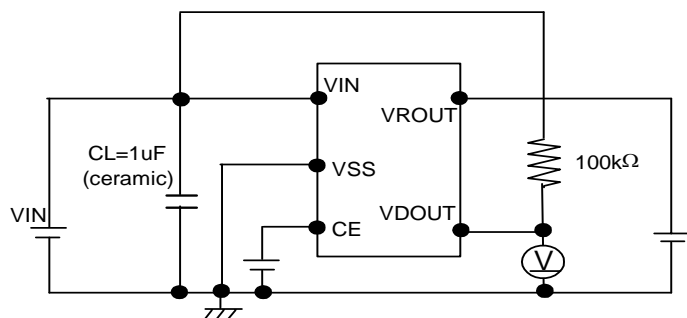 VIN
VROUT
CL=1uF
(ceramic)
VSS
100kΩ
VIN
VDOUT
CE
V